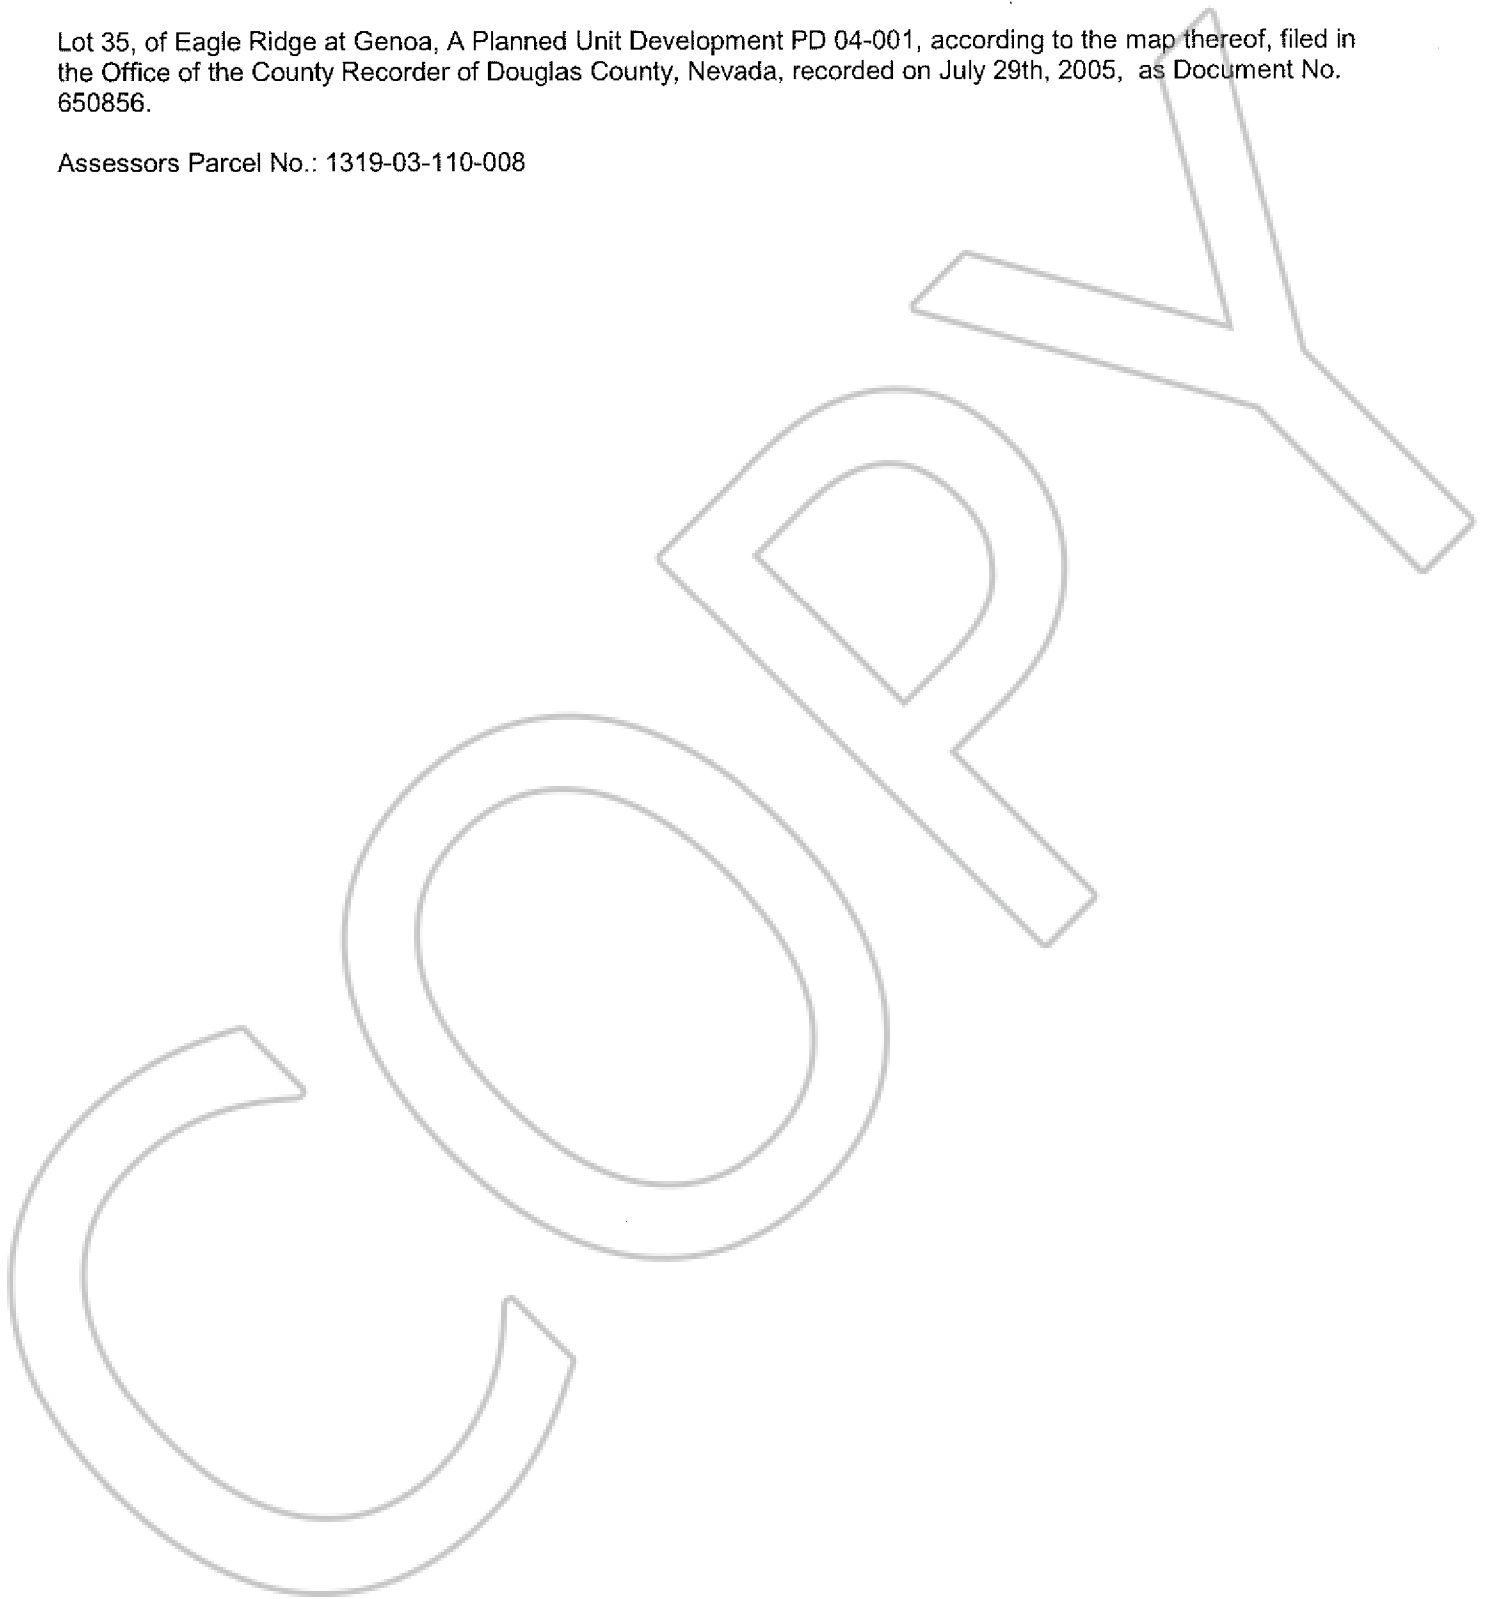 Lot 35, of Eagle Ridge at Genoa, A Planned Unit Development PD 04-001, according to the map thereof, filed in
the Office of the County Recorder of Douglas County, Nevada, recorded on July 29th, 2005, as Document No.
650856.
Assessors Parcel No.: 1319-03-110-008
COPY